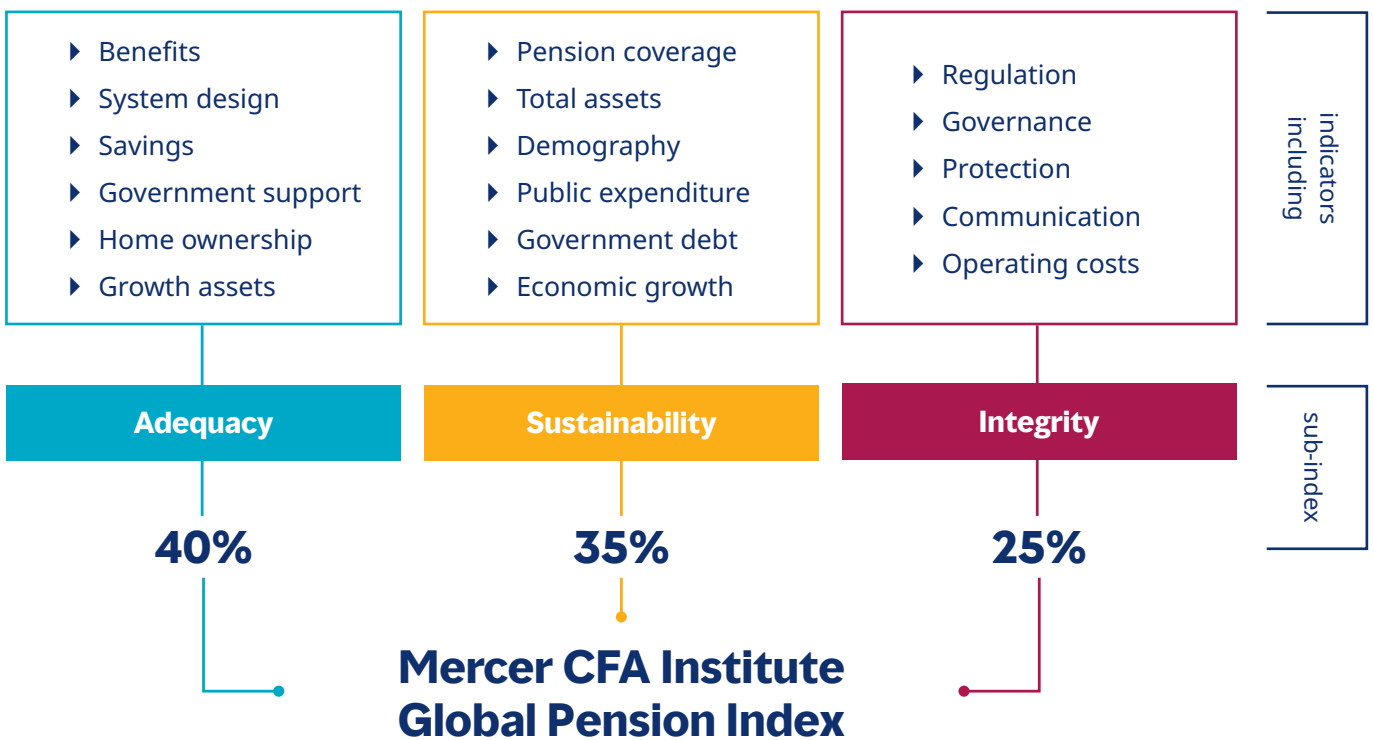 Benefits
System design
Savings
Government support
Home ownership
Growth assets
Pension coverage
Total assets
Demography
Public expenditure
Government debt
Economic growth
Regulation
Governance
Protection
Communication
Operating costs
indicators
including
Adequacy
Sustainability
Integrity
sub-index
40%
35%
25%
Mercer CFA Institute
Global Pension Index